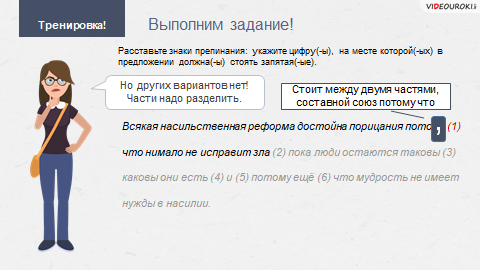 Тренировка!
Выполним задание!
VIDEOUROKI
Расставьте знаки препинания: укажите цифру(-ы), на месте которой(-ых) в
предложении должна(-ы) стоять запятая(-ые).
Но других вариантов нет!
Части надо разделить.
Стоит между двумя частями,
составной союз потому что
Всякая насильственная реформа достойна порицания пото , (1)
что нимало не исправит зла (2) пока люди остаются таковы (3)
каковы они есть (4) и (5) потому ещё (6) что мудрость не имеет
нужды в насилии.